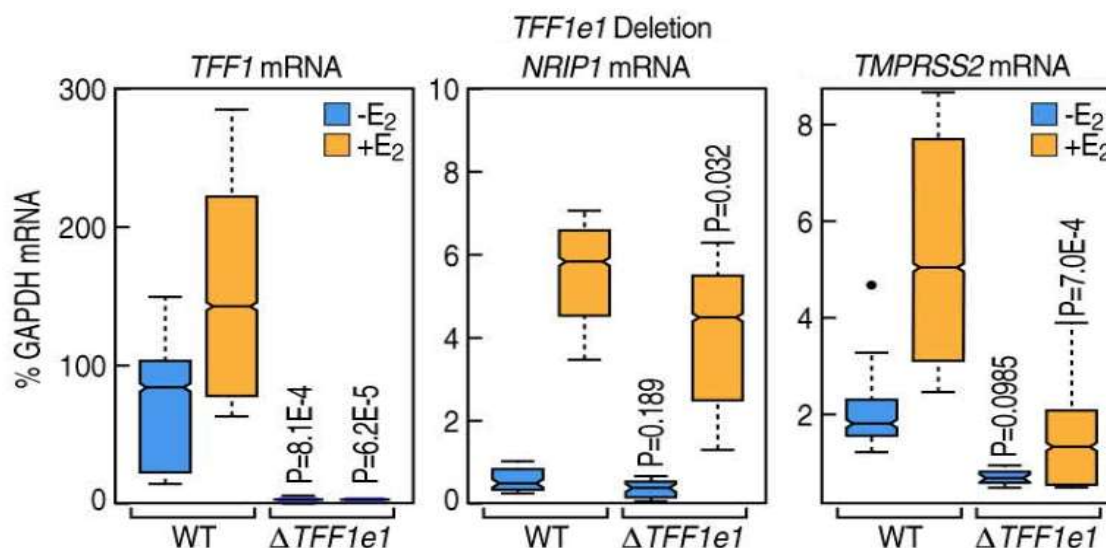 TFF1e1 Deletion
TFF1 mRNA
NRIP1 mRNA
TMPRSS2 mRNA
% GAPDH mRNA
300
200
100
0
-E₂
+E₂
P=8.1E-4
P=6.2E-5
WT
ΔTFF1e1
10
8
6
4
2
0
P=0.189
P=0.032
WT
ΔTFF1e1
8
6
4
2
-E₂
+E₂
P=0.0985
P=7.0E-4
WT
ΔTFF1e1